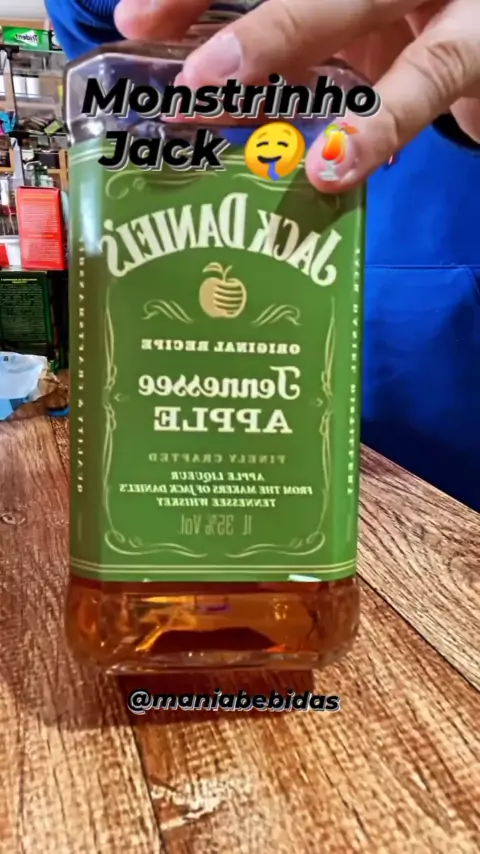 Monstrinho
Jack 🤤🍹
trident
JACK DANIEL'S
ORIGINAL RECIPE
Tennessee
APPLE
FINELY CRAFTED
APPLE LIQUEUR
FROM THE MAKERS OF JACK DANIEL'S
TENNESSEE WHISKEY
1L 35% Vol.
@maniabebidas